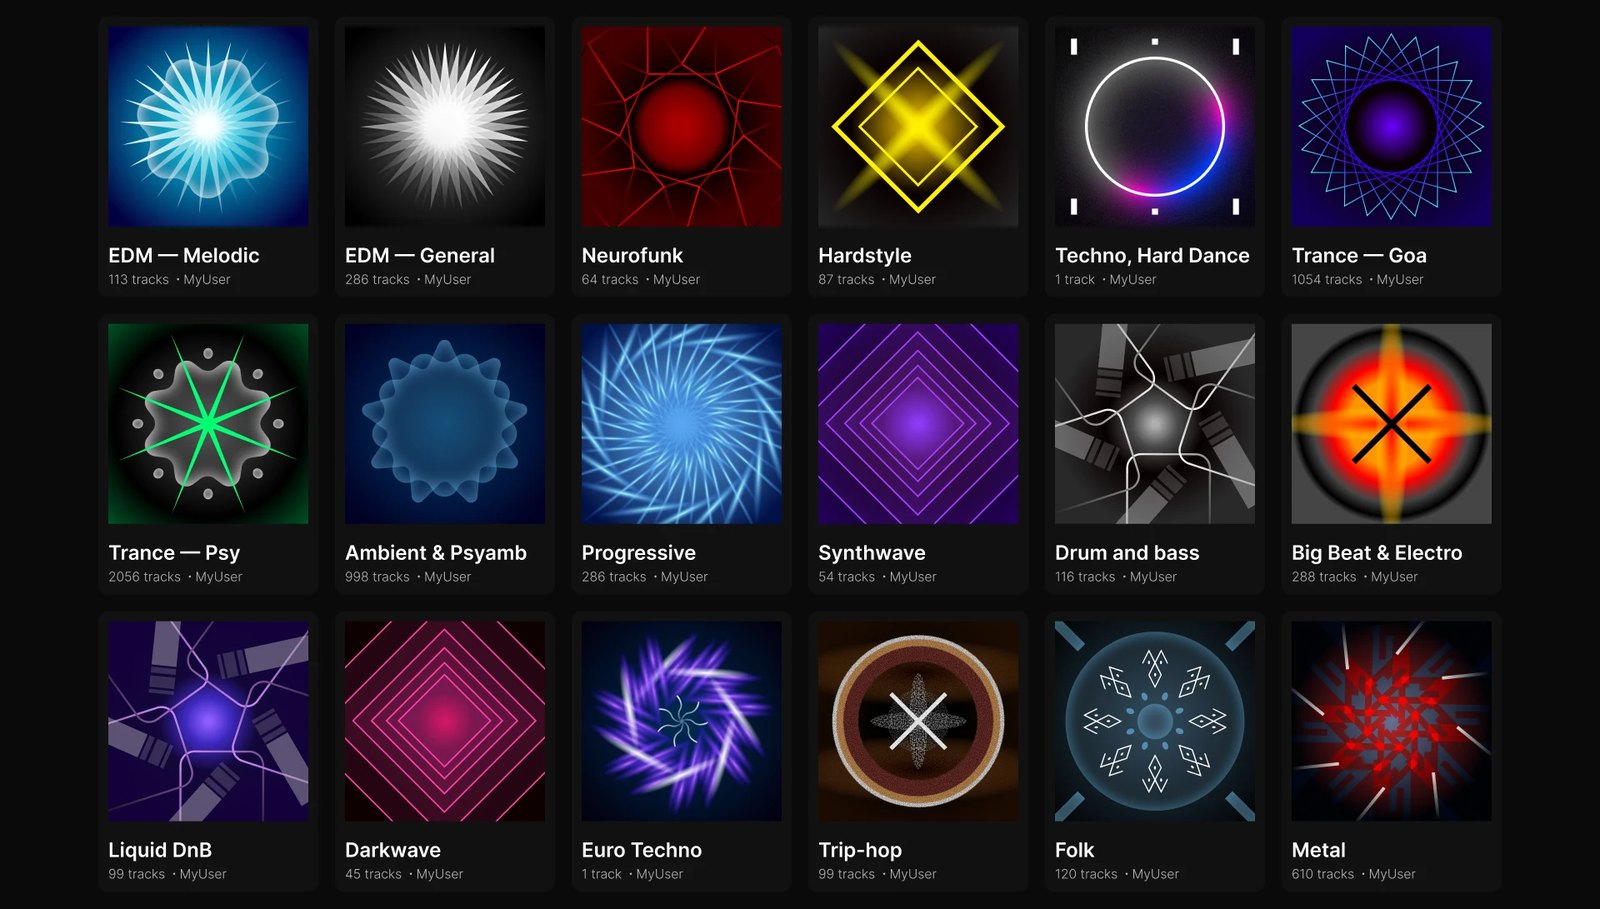 EDM — Melodic
113 tracks • MyUser
EDM — General
286 tracks • MyUser
Neurofunk
64 tracks • MyUser
Hardstyle
87 tracks • MyUser
Techno, Hard Dance
1 track • MyUser
Trance — Goa
1054 tracks • MyUser
Trance — Psy
2056 tracks • MyUser
Ambient & Psyamb
998 tracks • MyUser
Progressive
286 tracks • MyUser
Synthwave
54 tracks • MyUser
Drum and bass
116 tracks • MyUser
Big Beat & Electro
288 tracks • MyUser
Liquid DnB
99 tracks • MyUser
Darkwave
45 tracks • MyUser
Euro Techno
1 track • MyUser
Trip-hop
99 tracks • MyUser
Folk
120 tracks • MyUser
Metal
610 tracks • MyUser